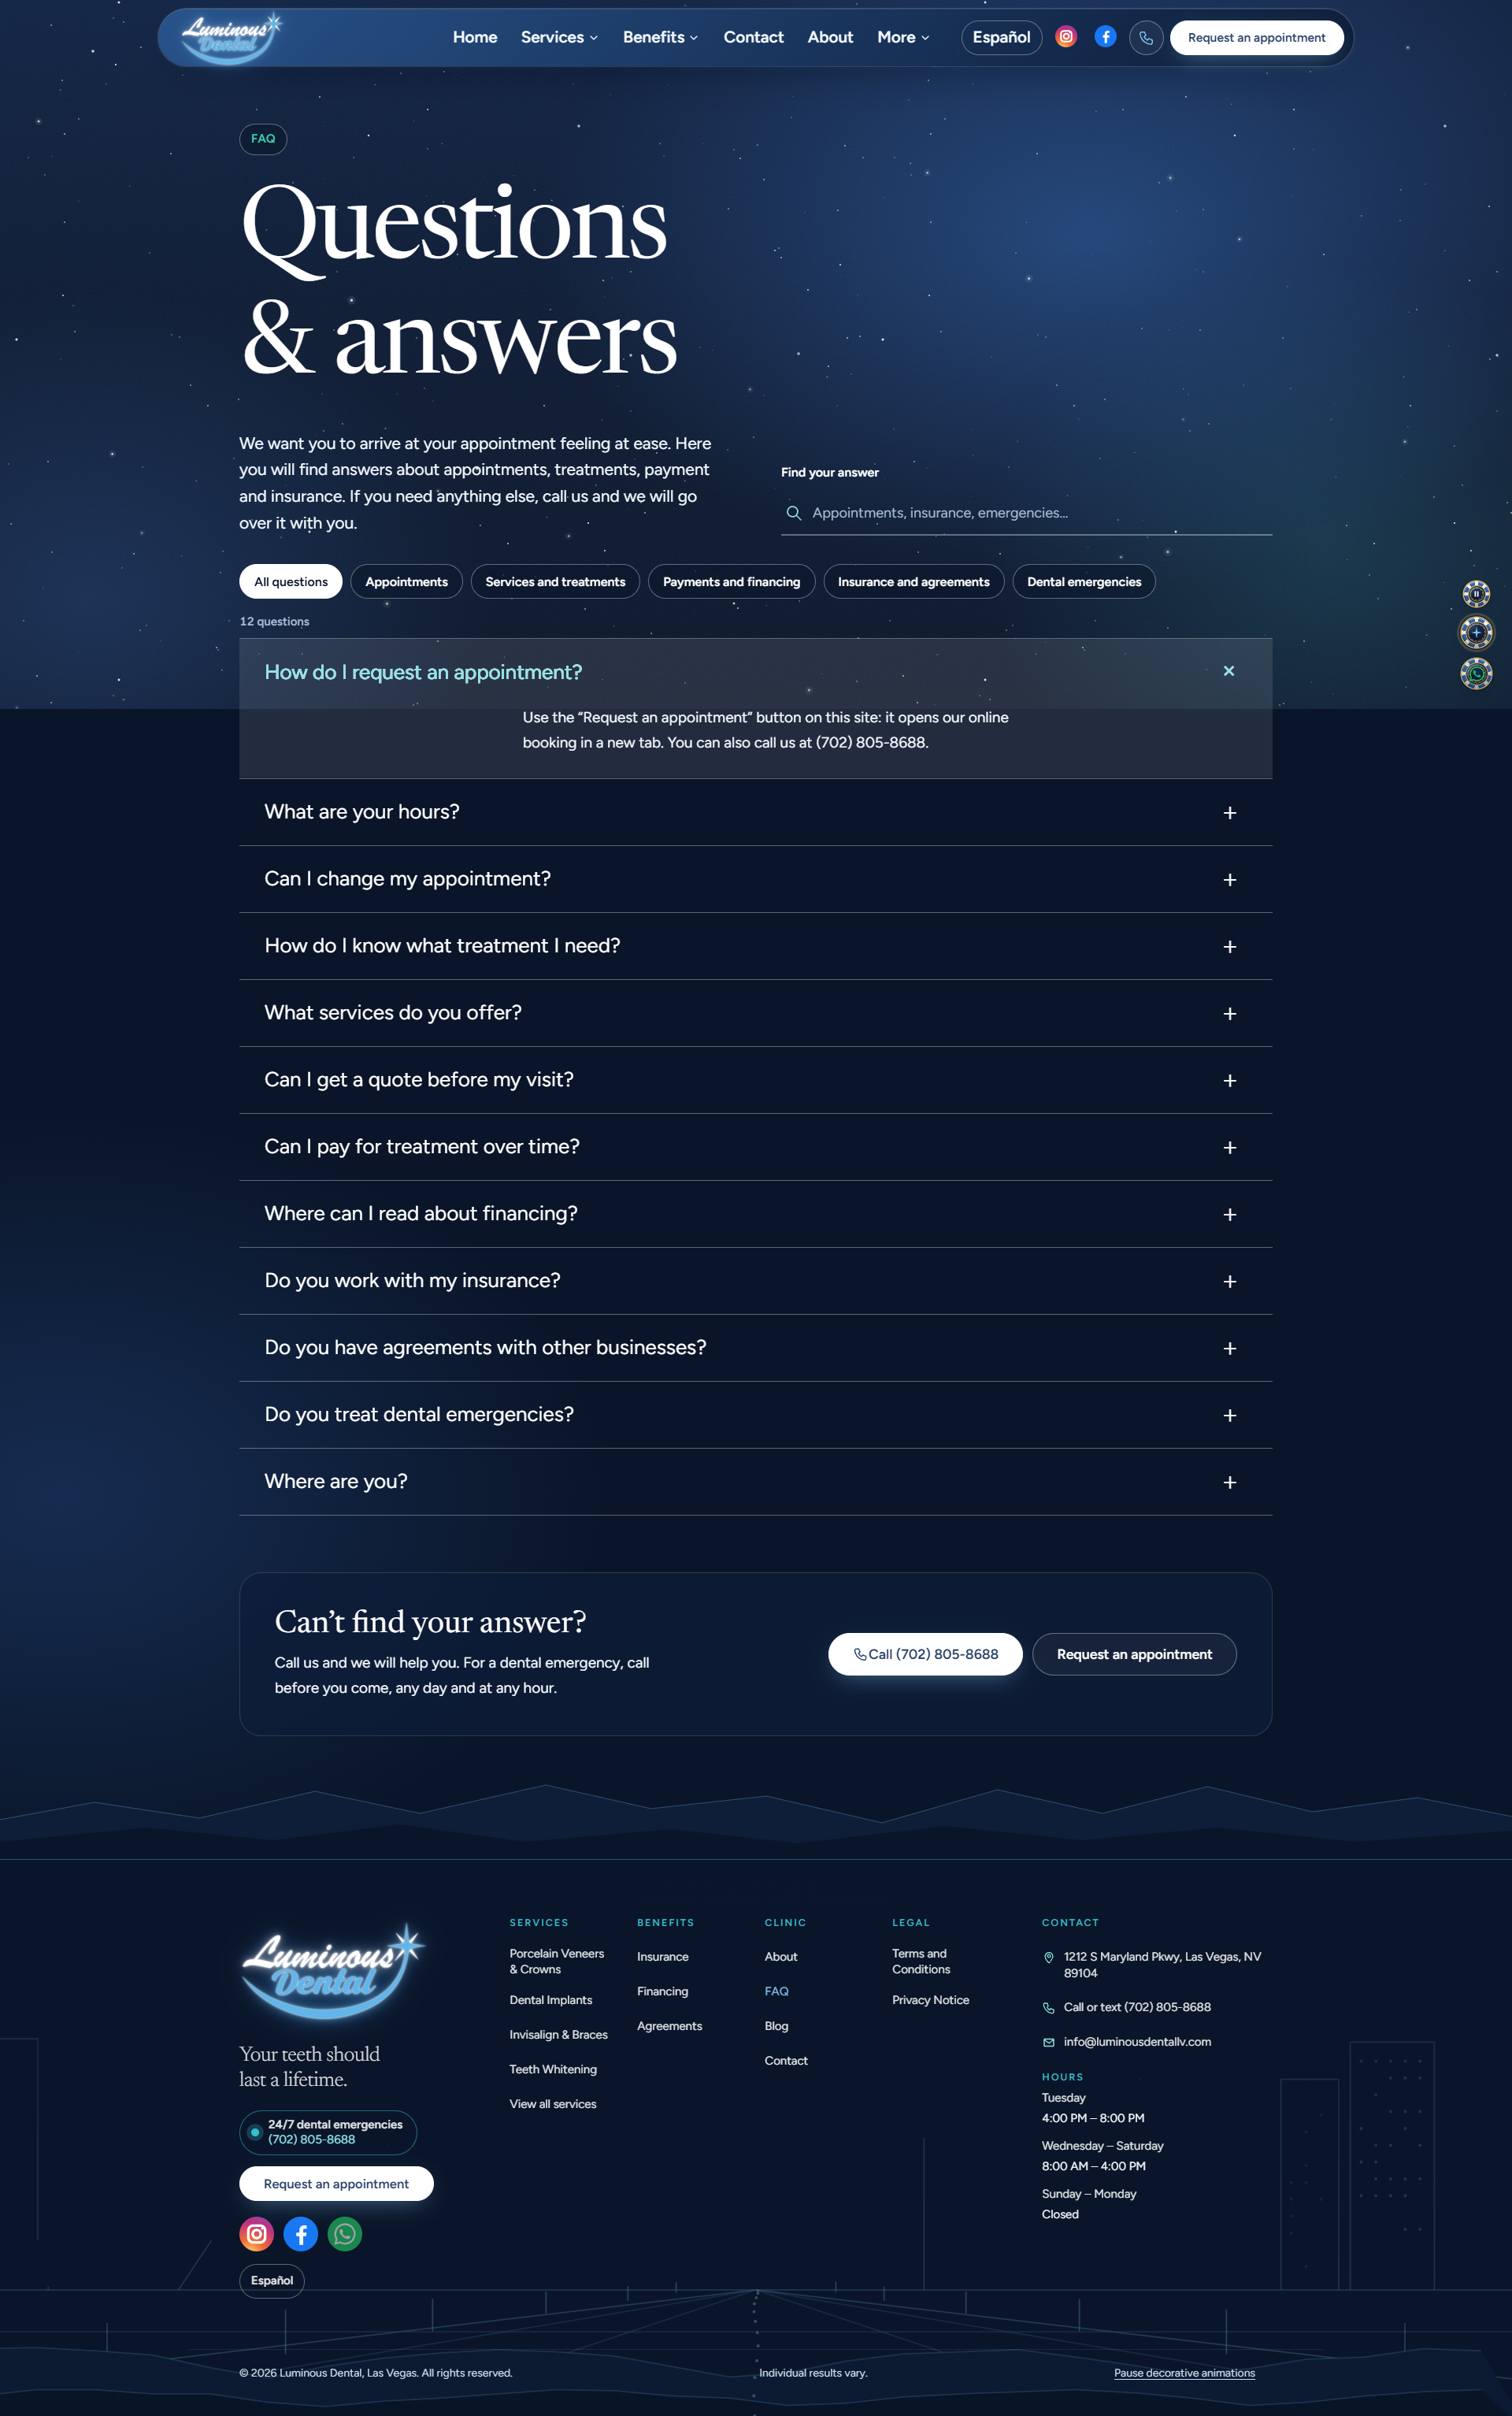 Luminous
Dental
Home
Services
Benefits
Contact
About
More
Español
Request an appointment
FAQ
Questions
& answers
We want you to arrive at your appointment feeling at ease. Here
you will find answers about appointments, treatments, payment
and insurance. If you need anything else, call us and we will go
over it with you.
Find your answer
Appointments, insurance, emergencies...
All questions
Appointments
Services and treatments
Payments and financing
Insurance and agreements
Dental emergencies
12 questions
How do I request an appointment?
Use the “Request an appointment” button on this site: it opens our online
booking in a new tab. You can also call us at (702) 805-8688.
What are your hours?
Can I change my appointment?
How do I know what treatment I need?
What services do you offer?
Can I get a quote before my visit?
Can I pay for treatment over time?
Where can I read about financing?
Do you work with my insurance?
Do you have agreements with other businesses?
Do you treat dental emergencies?
Where are you?
Can’t find your answer?
Call us and we will help you. For a dental emergency, call
before you come, any day and at any hour.
Call (702) 805-8688
Request an appointment
Luminous
Dental
Your teeth should
last a lifetime.
24/7 dental emergencies
(702) 805-8688
Request an appointment
Español
SERVICES
Porcelain Veneers
& Crowns
Dental Implants
Invisalign & Braces
Teeth Whitening
View all services
BENEFITS
Insurance
Financing
Agreements
CLINIC
About
FAQ
Blog
Contact
LEGAL
Terms and
Conditions
Privacy Notice
CONTACT
1212 S Maryland Pkwy, Las Vegas, NV
89104
Call or text (702) 805-8688
info@luminousdentallv.com
HOURS
Tuesday
4:00 PM – 8:00 PM
Wednesday – Saturday
8:00 AM – 4:00 PM
Sunday – Monday
Closed
© 2026 Luminous Dental, Las Vegas. All rights reserved.
Individual results vary.
Pause decorative animations